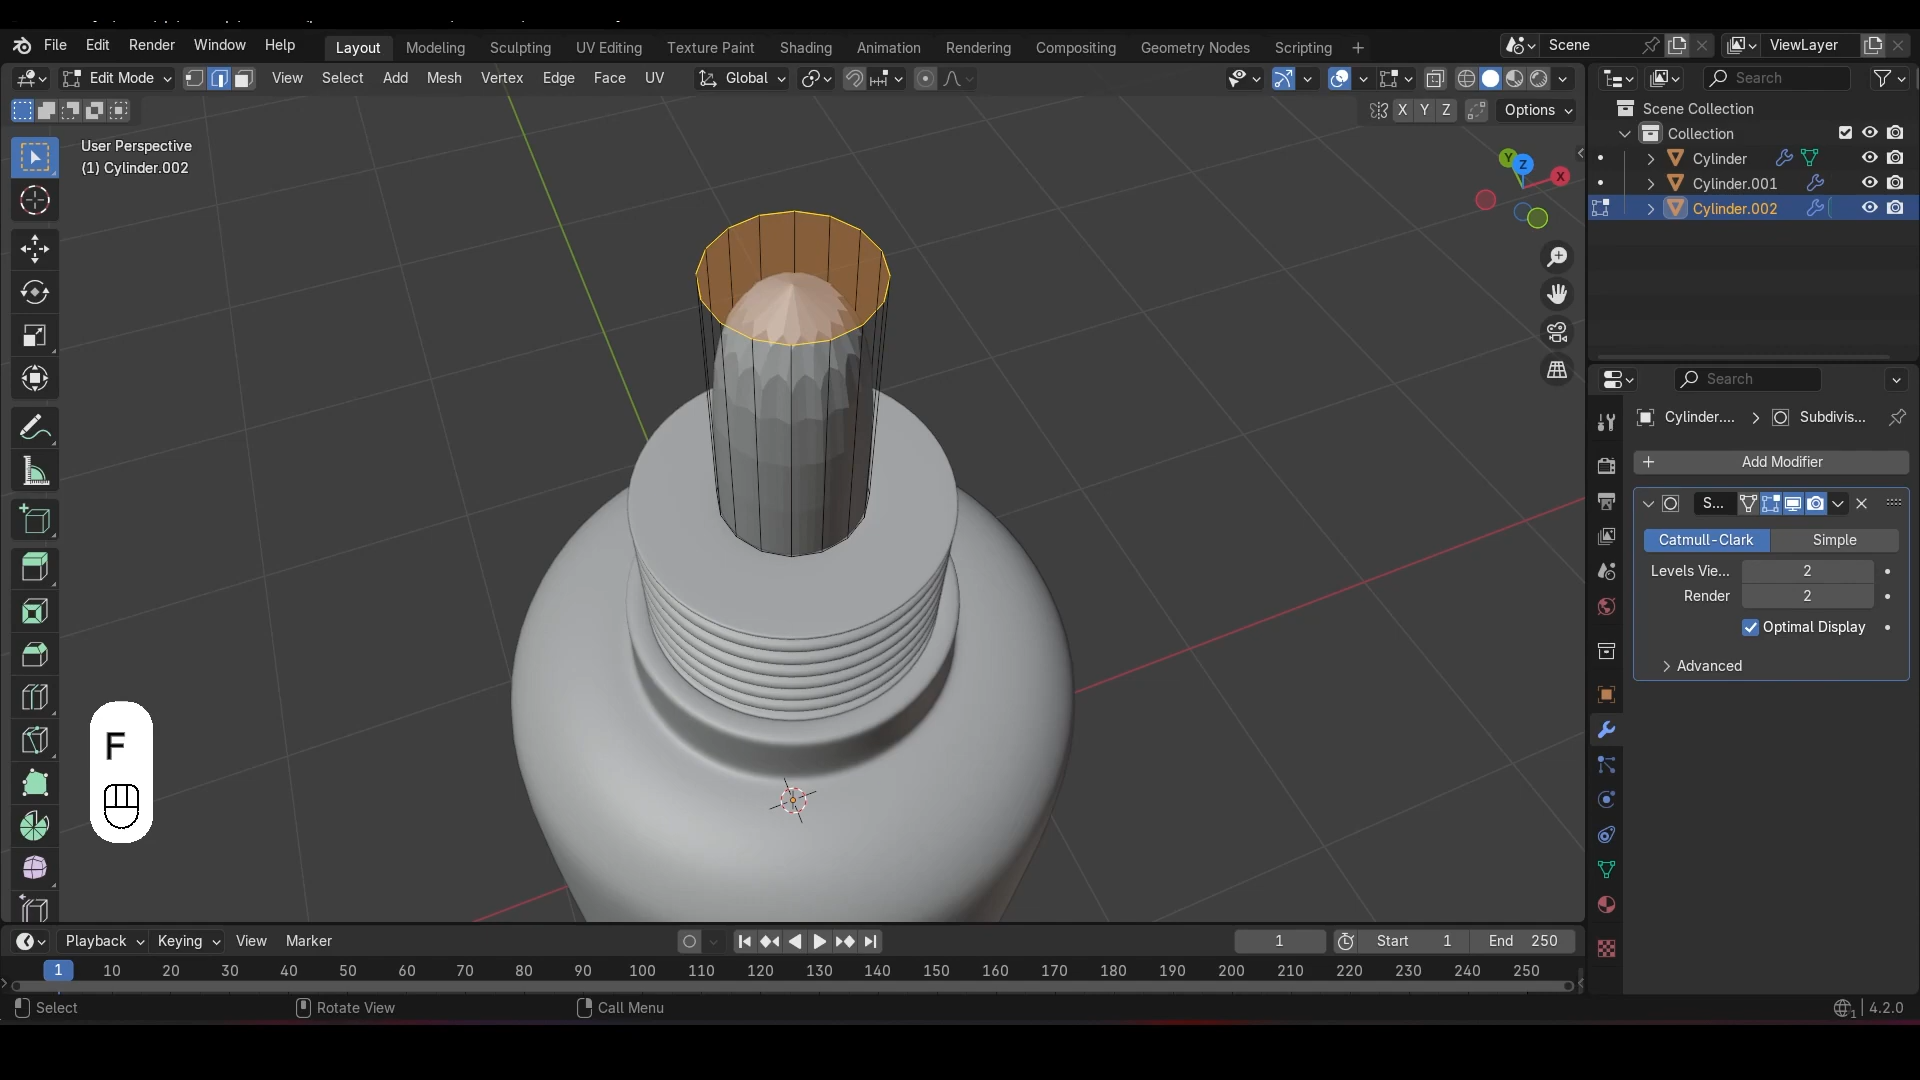 File Edit Render Window Help Layout Modeling Sculpting UV Editing Texture Paint Shading Animation Rendering Compositing Geometry Nodes Scripting + Scene ViewLayer
Edit Mode View Select Add Mesh Vertex Edge Face UV Global Search
X Y Z Options
User Perspective
(1) Cylinder.002
Y Z X
Scene Collection
Collection
Cylinder
Cylinder.001
Cylinder.002
Search
Cylinder.... > Subdivis...
+ Add Modifier
S...
Catmull-Clark Simple
Levels Vie... 2
Render 2
Optimal Display
Advanced
F
Playback Keying View Marker 1 Start 1 End 250
1 10 20 30 40 50 60 70 80 90 100 110 120 130 140 150 160 170 180 190 200 210 220 230 240 250
Select Rotate View Call Menu 1 4.2.0